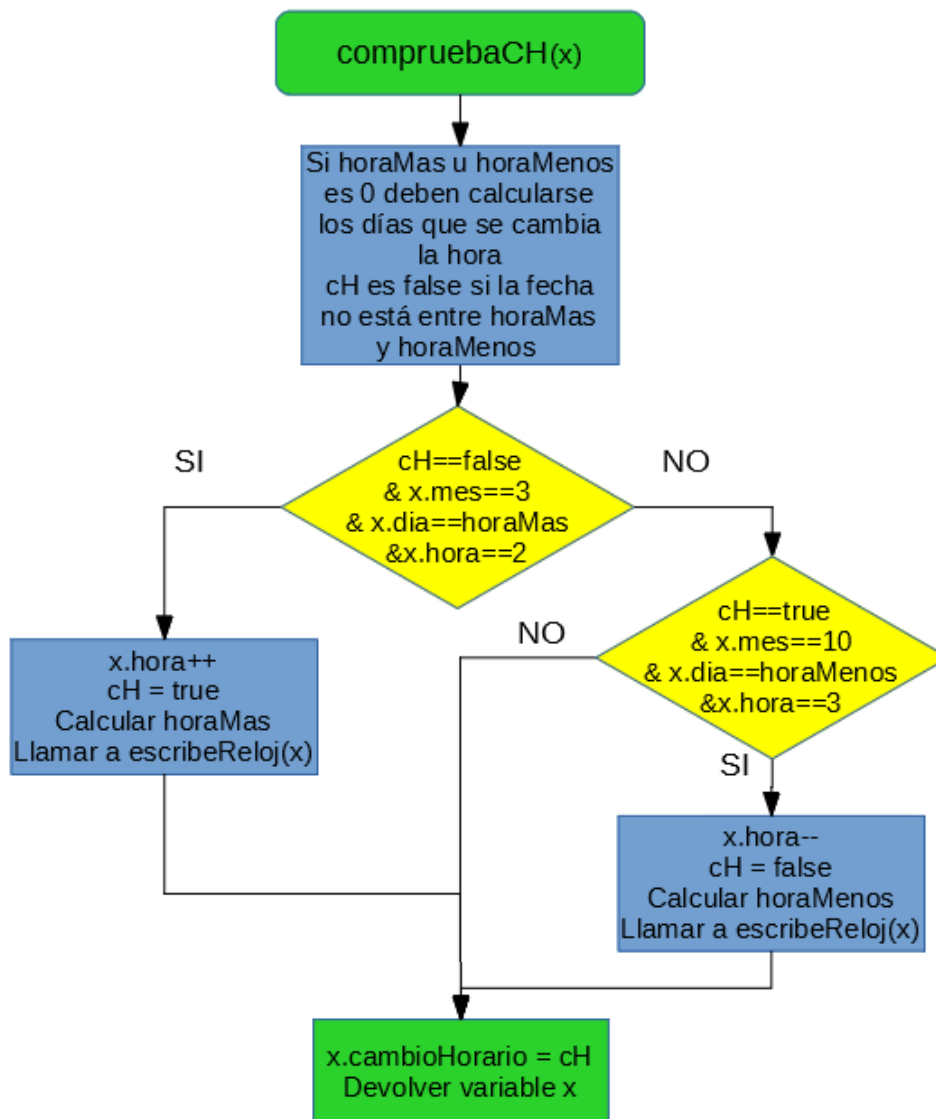 compruebaCH(x)
Si horaMas u horaMenos
es 0 deben calcularse
los días que se cambia
la hora
cH es false si la fecha
no está entre horaMas
y horaMenos
SI
cH==false
& x.mes==3
& x.dia==horaMas
&x.hora==2
NO
x.hora++
cH = true
Calcular horaMas
Llamar a escribeReloj(x)
NO
cH==true
& x.mes==10
& x.dia==horaMenos
&x.hora==3
SI
x.hora--
cH = false
Calcular horaMenos
Llamar a escribeReloj(x)
x.cambioHorario = cH
Devolver variable x